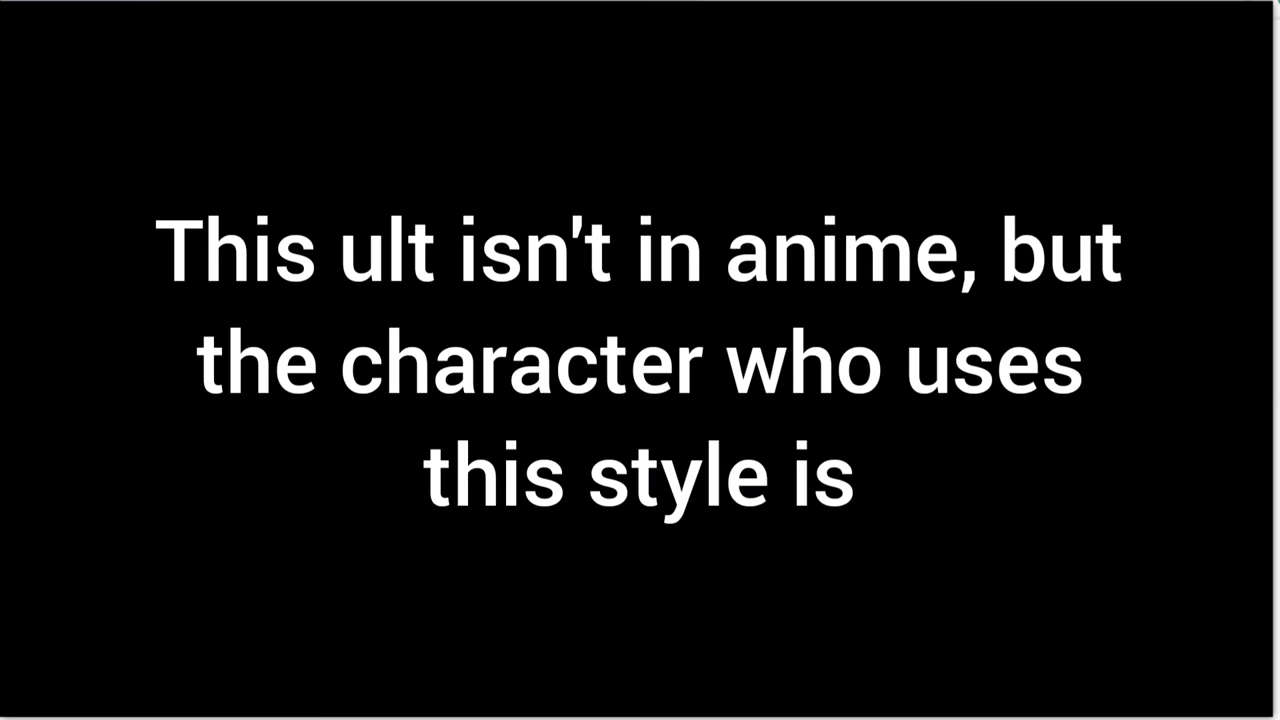 This ult isn't in anime, but
the character who uses
this style is